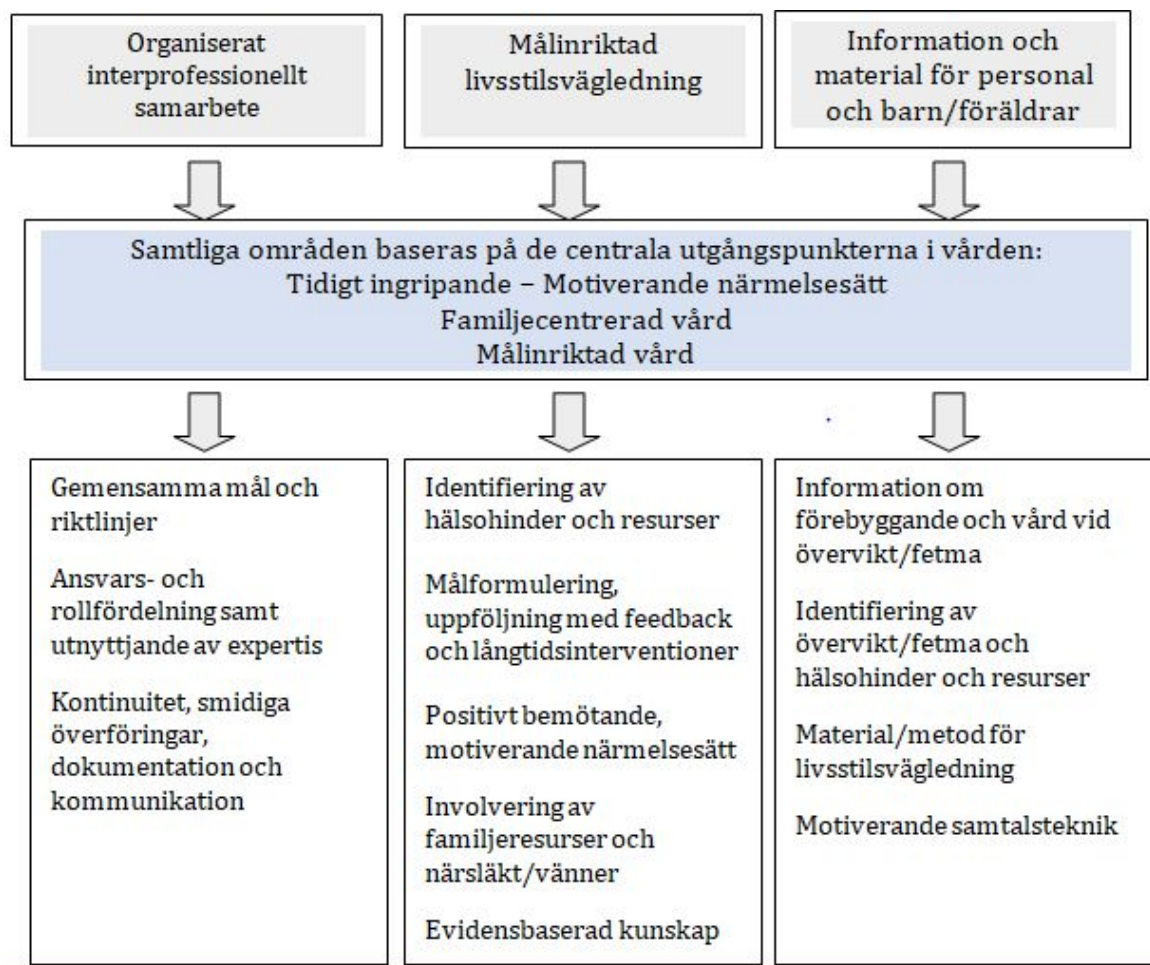 Organiserat
interprofessionellt
samarbete
Målinriktad
livsstilsvägledning
Information och
material för personal
och barn/föräldrar
Samtliga områden baseras på de centrala utgångspunkterna i vården:
Tidigt ingripande – Motiverande närmelsesätt
Familjecentrerad vård
Målinriktad vård
Gemensamma mål och
riktlinjer
Ansvars- och
rollfördelning samt
utnyttjande av expertis
Kontinuitet, smidiga
överföringar,
dokumentation och
kommunikation
Identifiering av
hälsohinder och resurser
Målformulering,
uppföljning med feedback
och långtidsinterventioner
Positivt bemötande,
motiverande närmelsesätt
Involvering av
familjeresurser och
närsläkt/vänner
Evidensbaserad kunskap
Information om
förebyggande och vård vid
övervikt/fetma
Identifiering av
övervikt/fetma och
hälsohinder och resurser
Material/metod för
livsstilsvägledning
Motiverande samtalsteknik